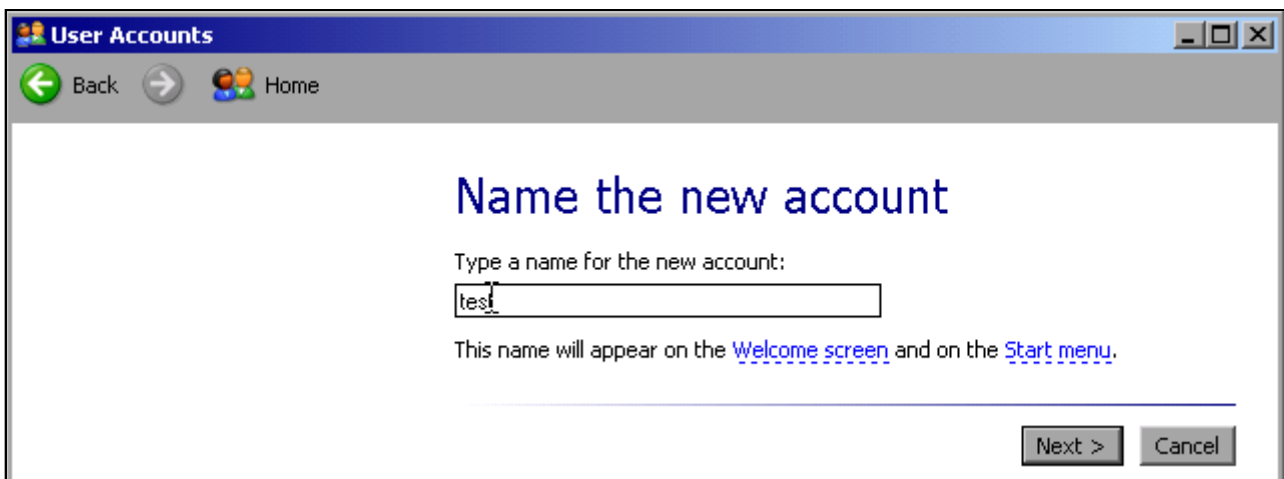 User Accounts
Back Home
Name the new account
Type a name for the new account:
test
This name will appear on the Welcome screen and on the Start menu.
Next > Cancel